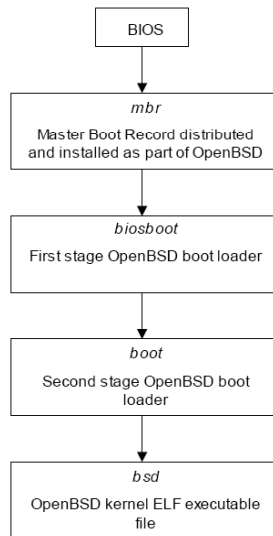 BIOS
mbr
Master Boot Record distributed
and installed as part of OpenBSD
biosboot
First stage OpenBSD boot loader
boot
Second stage OpenBSD boot
loader
bsd
OpenBSD kernel ELF executable
file